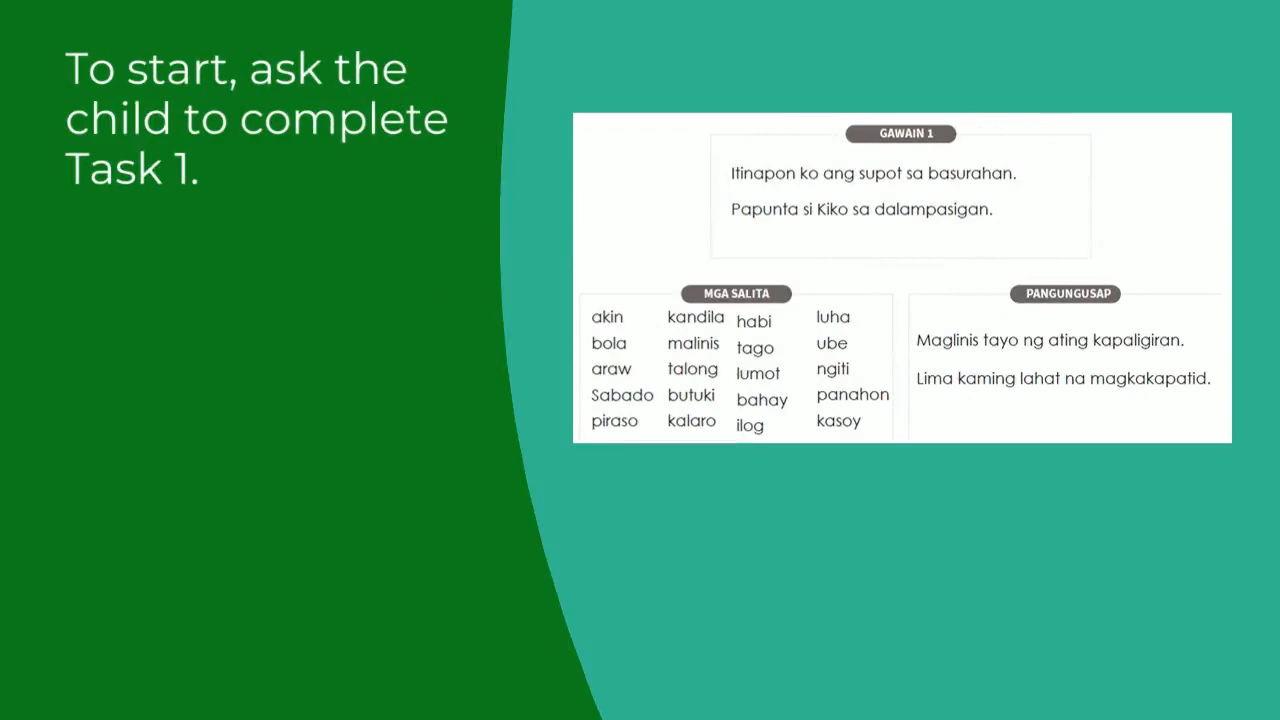 To start, ask the
child to complete
Task 1.
GAWAIN 1
Itinapon ko ang supot sa basurahan.
Papunta si Kiko sa dalampasigan.
MGA SALITA
akin kandila habi luha
bola malinis tago ube
araw talong lumot ngiti
Sabado butuki bahay panahon
piraso kalaro ilog kasoy
PANGUNGUSAP
Maglinis tayo ng ating kapaligiran.
Lima kaming lahat na magkakapatid.